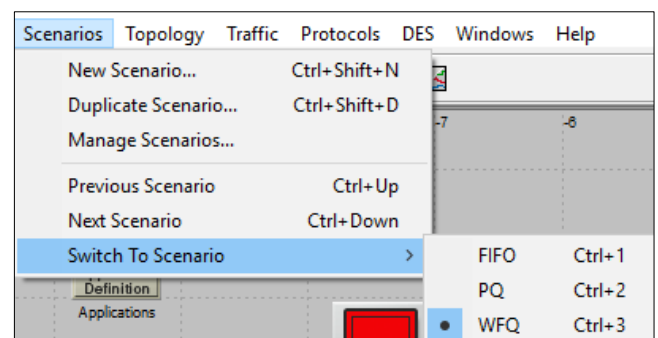 Scenarios Topology Traffic Protocols DES Windows Help
New Scenario... Ctrl+Shift+N
Duplicate Scenario... Ctrl+Shift+D
Manage Scenarios...
-7 -6
Previous Scenario Ctrl+Up
Next Scenario Ctrl+Down
Switch To Scenario >
FIFO Ctrl+1
Definition
PQ Ctrl+2
Applications
WFQ Ctrl+3